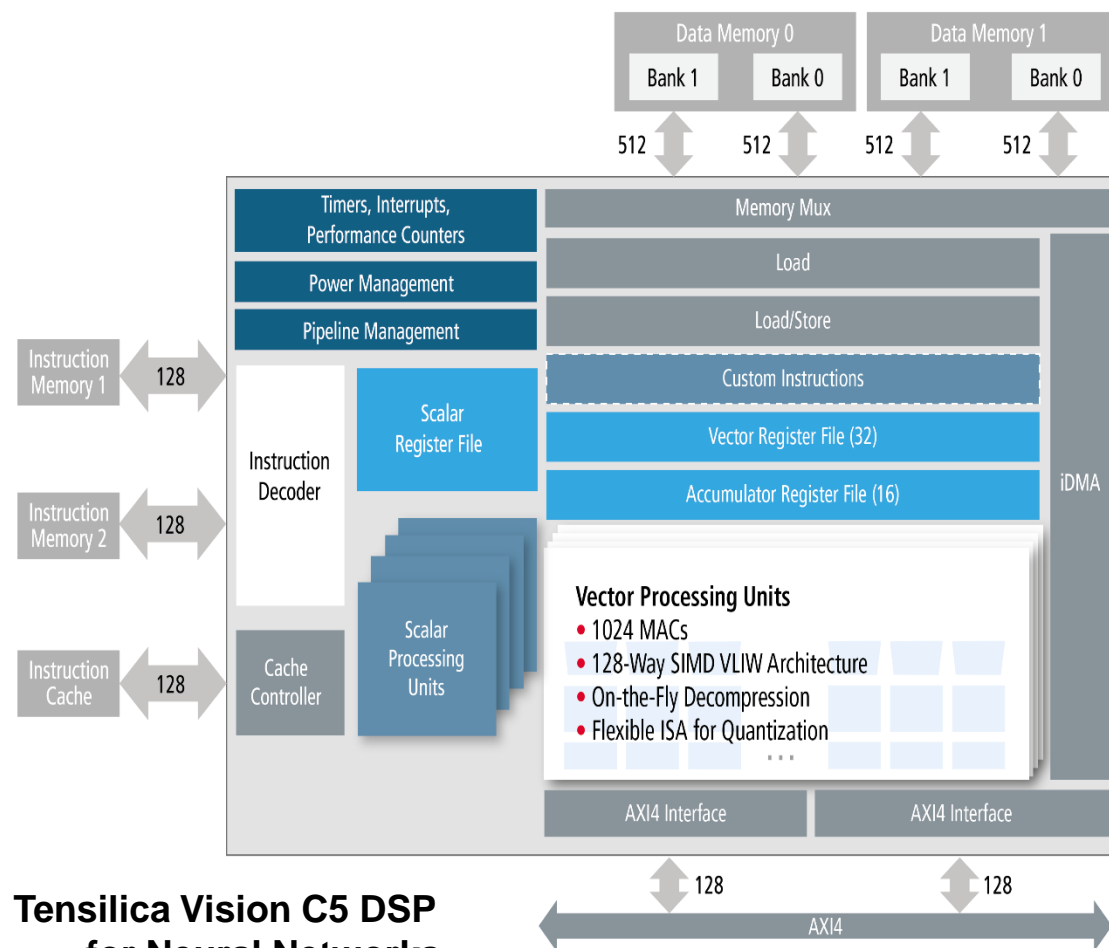 Data Memory 0
Data Memory 1
Bank 1
Bank 0
Bank 1
Bank 0
512
512
512
512
Timers, Interrupts,
Performance Counters
Power Management
Pipeline Management
Memory Mux
Load
Load/Store
Custom Instructions
Vector Register File (32)
Accumulator Register File (16)
iDMA
Instruction
Memory 1
128
Instruction
Memory 2
128
Instruction
Cache
128
Instruction
Decoder
Scalar
Register File
Cache
Controller
Scalar
Processing
Units
Vector Processing Units
• 1024 MACs
• 128-Way SIMD VLIW Architecture
• On-the-Fly Decompression
• Flexible ISA for Quantization
...
AXI4 Interface
AXI4 Interface
128
128
AXI4
Tensilica Vision C5 DSP
for Neural Networks